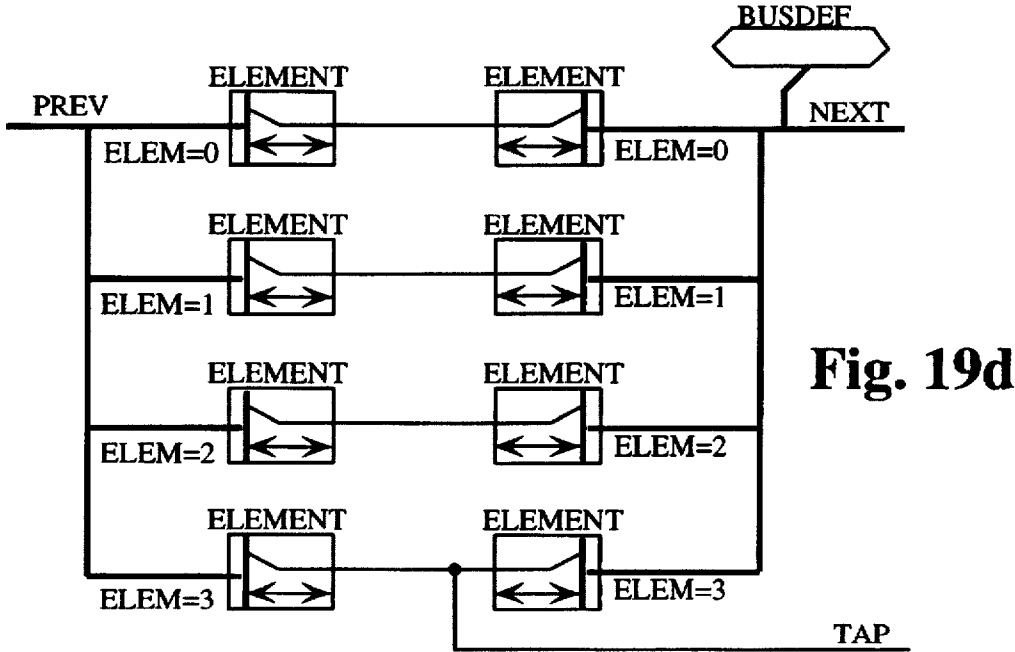 BUSDEF
ELEMENT ELEMENT
PREV NEXT
ELEM=0 ELEM=0
ELEMENT ELEMENT
ELEM=1 ELEM=1
Fig. 19d
ELEMENT ELEMENT
ELEM=2 ELEM=2
ELEMENT ELEMENT
ELEM=3 ELEM=3
TAP